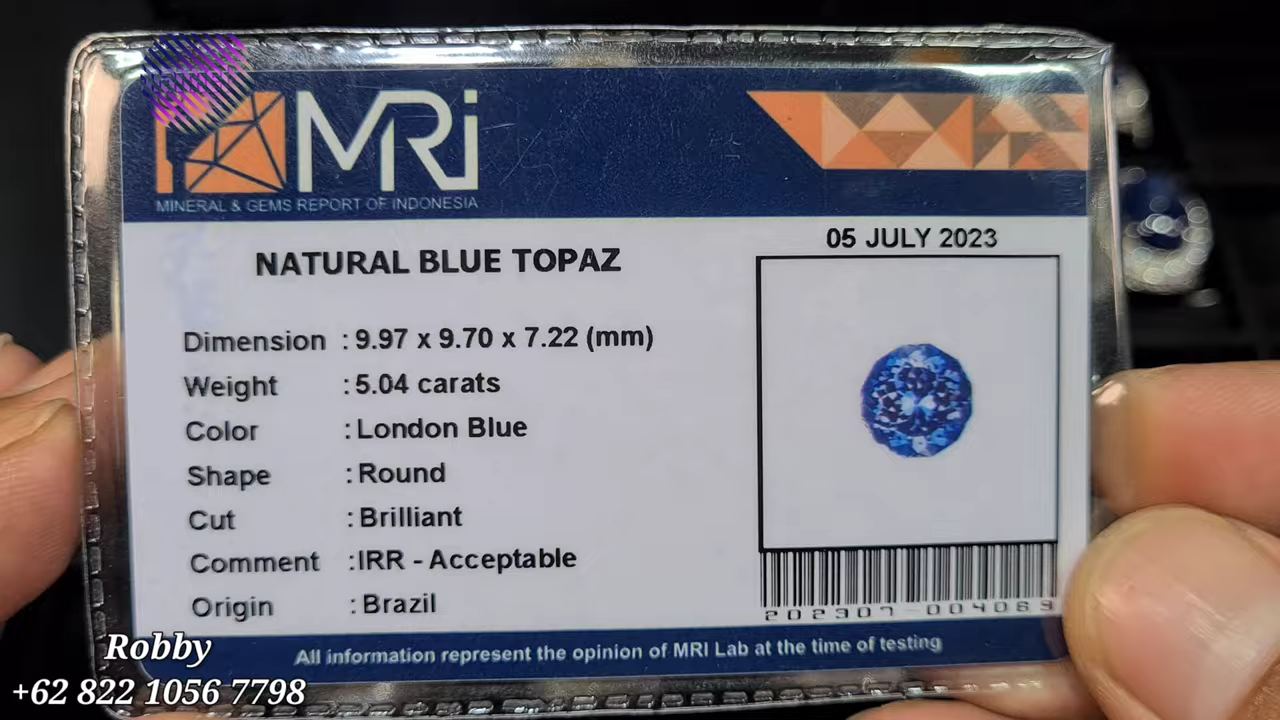 MRi
MINERAL & GEMS REPORT OF INDONESIA
NATURAL BLUE TOPAZ
05 JULY 2023
Dimension : 9.97 x 9.70 x 7.22 (mm)
Weight : 5.04 carats
Color : London Blue
Shape : Round
Cut : Brilliant
Comment : IRR - Acceptable
Origin : Brazil
202307-004069
All information represent the opinion of MRI Lab at the time of testing
Robby
+62 822 1056 7798